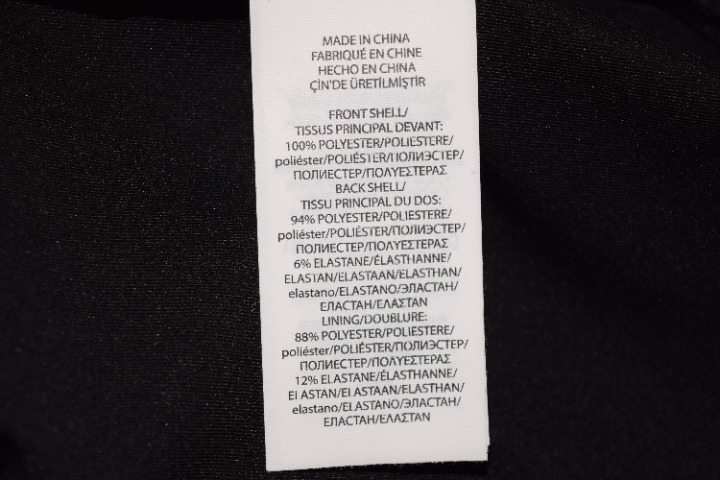 MADE IN CHINA
FABRIQUÉ EN CHINE
HECHO EN CHINA
ÇİN'DE ÜRETİLMİŞTİR
FRONT SHELL/
TISSUS PRINCIPAL DEVANT:
100% POLYESTER/POLIESTERE/
poliéster/POLIÉSTER/ПОЛИЭСТЕР/
ПОЛИЕСТЕР/ΠΟΛΥΕΣΤΕΡΑΣ
BACK SHELL/
TISSU PRINCIPAL DU DOS:
94% POLYESTER/POLIESTERE/
poliéster/POLIÉSTER/ПОЛИЭСТЕР/
ПОЛИЕСТЕР/ΠΟΛΥΕΣΤΕΡΑΣ
6% ELASTANE/ÉLASTHANNE/
ELASTAN/ELASTAAN/ELASTHAN/
elastano/ELASTANO/ЭЛАСТАН/
ЕЛАСТАН/ΕΛΑΣΤΑΝ
LINING/DOUBLURE:
88% POLYESTER/POLIESTERE/
poliéster/POLIÉSTER/ПОЛИЭСТЕР/
ПОЛИЕСТЕР/ΠΟΛΥΕΣΤΕΡΑΣ
12% ELASTANE/ÉLASTHANNE/
ELASTAN/ELASTAAN/ELASTHAN/
elastano/ELASTANO/ЭЛАСТАН/
ЕЛАСТАН/ΕΛΑΣΤΑΝ